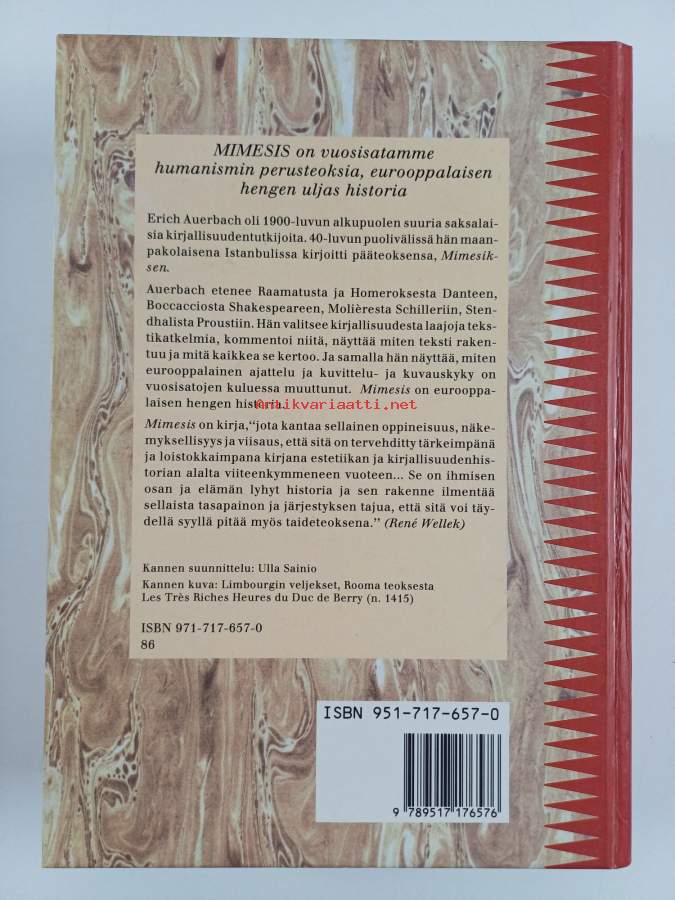 MIMESIS on vuosisatamme
humanismin perusteoksia, eurooppalaisen
hengen uljas historia
Erich Auerbach oli 1900-luvun alkupuolen suuria saksalai-
sia kirjallisuudentutkijoita. 40-luvun puolivälissä hän maan-
pakolaisena Istanbulissa kirjoitti pääteoksensa, Mimesik-
sen.
Auerbach etenee Raamatusta ja Homeroksesta Danteen,
Boccacciosta Shakespeareen, Molièresta Schilleriin, Sten-
dhalista Proustiin. Hän valitsee kirjallisuudesta laajoja teks-
tikatkelmia, kommentoi niitä, näyttää miten teksti raken-
tuu ja mitä kaikkea se kertoo. Ja samalla hän näyttää, miten
eurooppalainen ajattelu ja kuvittelu- ja kuvauskyky on
vuosisatojen kuluessa muuttunut. Mimesis on eurooppa-
laisen hengen historia.
Antikvariaatti.net
Mimesis on kirja,“jota kantaa sellainen oppineisuus, näke-
myksellisyys ja viisaus, että sitä on tervehditty tärkeimpänä
ja loistokkaimpana kirjana estetiikan ja kirjallisuudenhis-
torian alalta viiteenkymmeneen vuoteen... Se on ihmisen
osan ja elämän lyhyt historia ja sen rakenne ilmentää
sellaista tasapainon ja järjestyksen tajua, että sitä voi täy-
dellä syyllä pitää myös taideteoksena.” (René Wellek)
Kannen suunnittelu: Ulla Sainio
Kannen kuva: Limbourgin veljekset, Rooma teoksesta
Les Très Riches Heures du Duc de Berry (n. 1415)
ISBN 971-717-657-0
86
ISBN 951-717-657-0
9 789517 176576